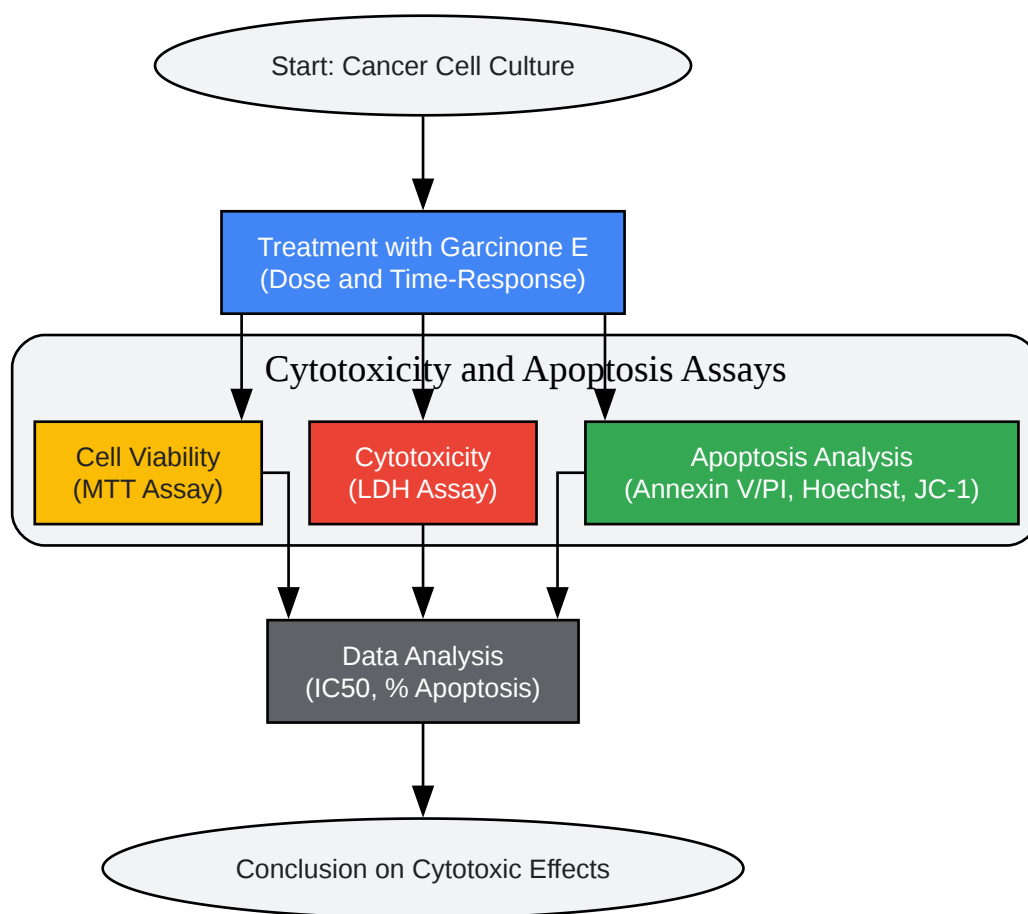 Start: Cancer Cell Culture
Treatment with Garcinone E
(Dose and Time-Response)
Cytotoxicity and Apoptosis Assays
Cell Viability
(MTT Assay)
Cytotoxicity
(LDH Assay)
Apoptosis Analysis
(Annexin V/PI, Hoechst, JC-1)
Data Analysis
(IC50, % Apoptosis)
Conclusion on Cytotoxic Effects